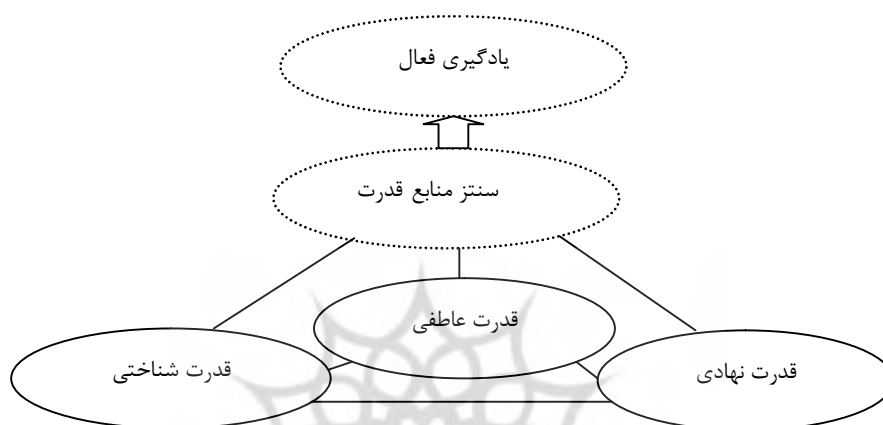 یادگیری فعال
سنتز منابع قدرت
قدرت عاطفی
قدرت نهادی
قدرت شناختی